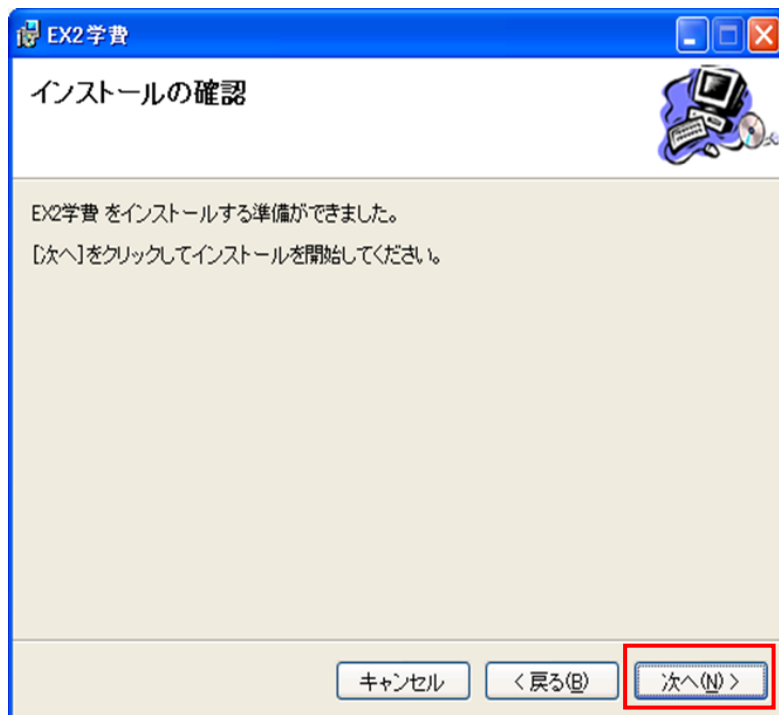 EX2学費
インストールの確認
EX2学費 をインストールする準備ができました。
[次へ]をクリックしてインストールを開始してください。
キャンセル
< 戻る(B)
次へ(N) >